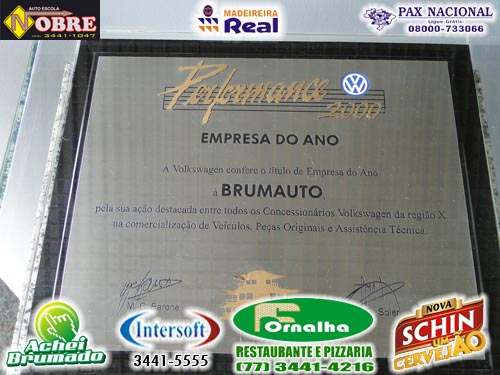 AUTO ESCOLA
NOBRE
3441-1047
MADEIREIRA
Real
PAX NACIONAL
Ligue Grátis
08000-733066
Performance
2000
EMPRESA DO ANO
A Volkswagen confere o título de Empresa do Ano
à BRUMAUTO,
pela sua ação destacada entre todos os Concessionários Volkswagen da região X
na comercialização de Veículos, Peças Originais e Assistência Técnica.
M. C. Barone
Soler
Achei
Brumado
Intersoft
3441-5555
Fornalha
RESTAURANTE E PIZZARIA
(77) 3441-4216
NOVA
SCHIN
UM
CERVEJÃO